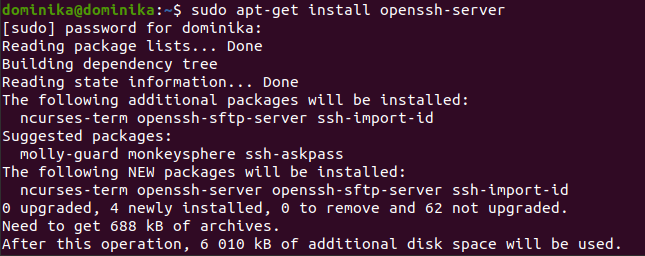 dominika@dominika:~$ sudo apt-get install openssh-server
[sudo] password for dominika:
Reading package lists... Done
Building dependency tree
Reading state information... Done
The following additional packages will be installed:
  ncurses-term openssh-sftp-server ssh-import-id
Suggested packages:
  molly-guard monkeysphere ssh-askpass
The following NEW packages will be installed:
  ncurses-term openssh-server openssh-sftp-server ssh-import-id
0 upgraded, 4 newly installed, 0 to remove and 62 not upgraded.
Need to get 688 kB of archives.
After this operation, 6 010 kB of additional disk space will be used.